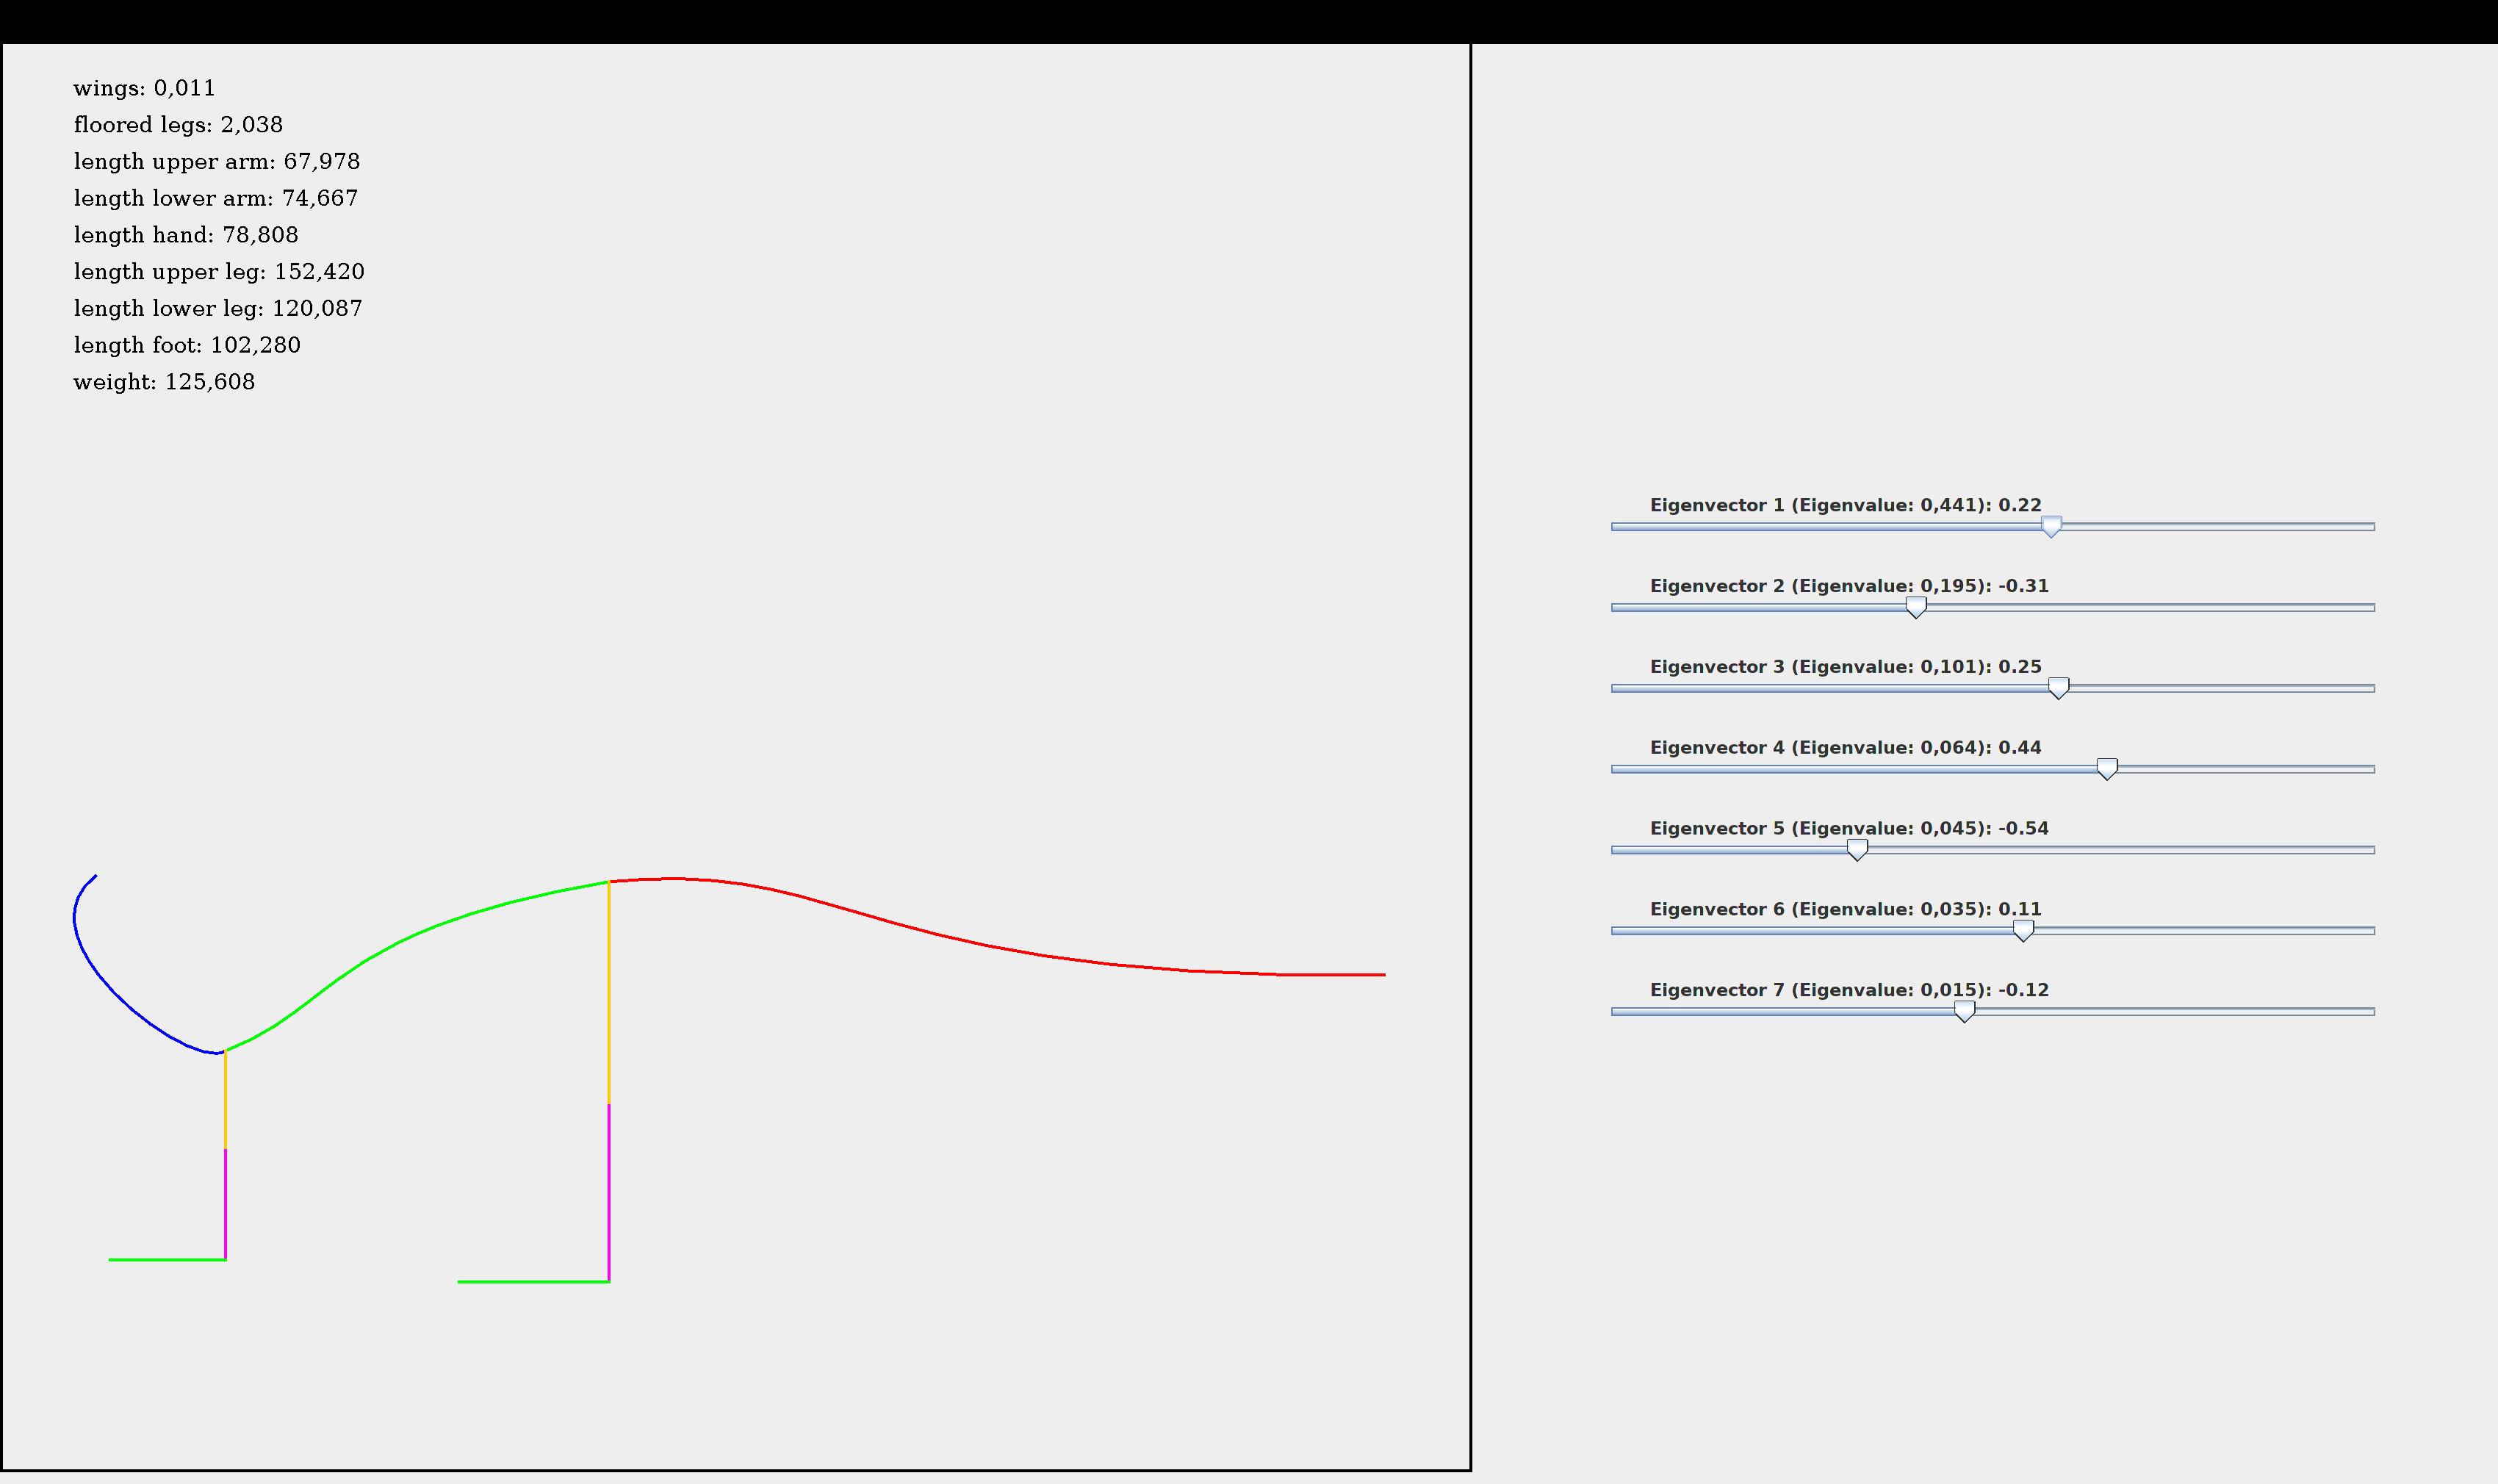 wings: 0,011
floored legs: 2,038
length upper arm: 67,978
length lower arm: 74,667
length hand: 78,808
length upper leg: 152,420
length lower leg: 120,087
length foot: 102,280
weight: 125,608
Eigenvector 1 (Eigenvalue: 0,441): 0.22
Eigenvector 2 (Eigenvalue: 0,195): -0.31
Eigenvector 3 (Eigenvalue: 0,101): 0.25
Eigenvector 4 (Eigenvalue: 0,064): 0.44
Eigenvector 5 (Eigenvalue: 0,045): -0.54
Eigenvector 6 (Eigenvalue: 0,035): 0.11
Eigenvector 7 (Eigenvalue: 0,015): -0.12